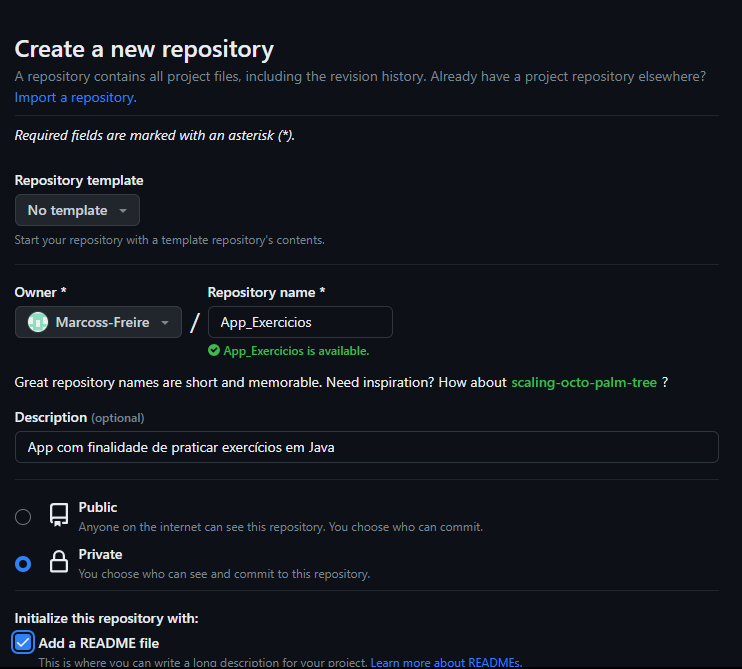 Create a new repository
A repository contains all project files, including the revision history. Already have a project repository elsewhere?
Import a repository.
Required fields are marked with an asterisk (*).
Repository template
No template
Start your repository with a template repository's contents.
Owner * Repository name *
Marcoss-Freire / App_Exercicios
App_Exercicios is available.
Great repository names are short and memorable. Need inspiration? How about scaling-octo-palm-tree ?
Description (optional)
App com finalidade de praticar exercícios em Java
Public
Anyone on the internet can see this repository. You choose who can commit.
Private
You choose who can see and commit to this repository.
Initialize this repository with:
Add a README file
This is where you can write a long description for your project. Learn more about READMEs.